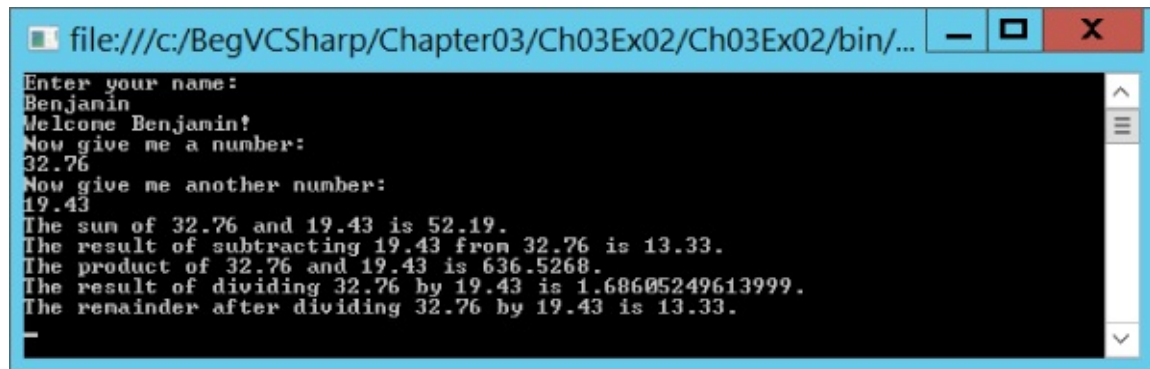 file:///c:/BegVCSharp/Chapter03/Ch03Ex02/Ch03Ex02/bin/...
Enter your name:
Benjamin
Welcome Benjamin!
Now give me a number:
32.76
Now give me another number:
19.43
The sum of 32.76 and 19.43 is 52.19.
The result of subtracting 19.43 from 32.76 is 13.33.
The product of 32.76 and 19.43 is 636.5268.
The result of dividing 32.76 by 19.43 is 1.68605249613999.
The remainder after dividing 32.76 by 19.43 is 13.33.